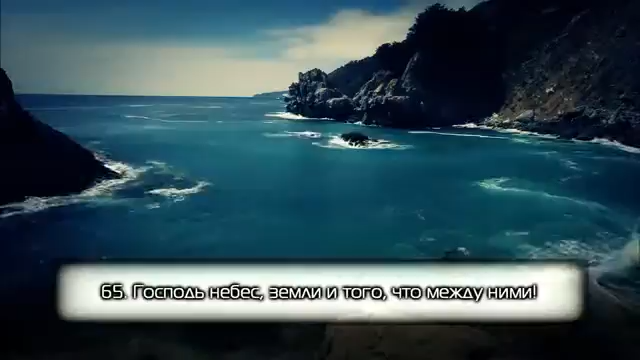 65. Господь небес, земли и того, что между ними!